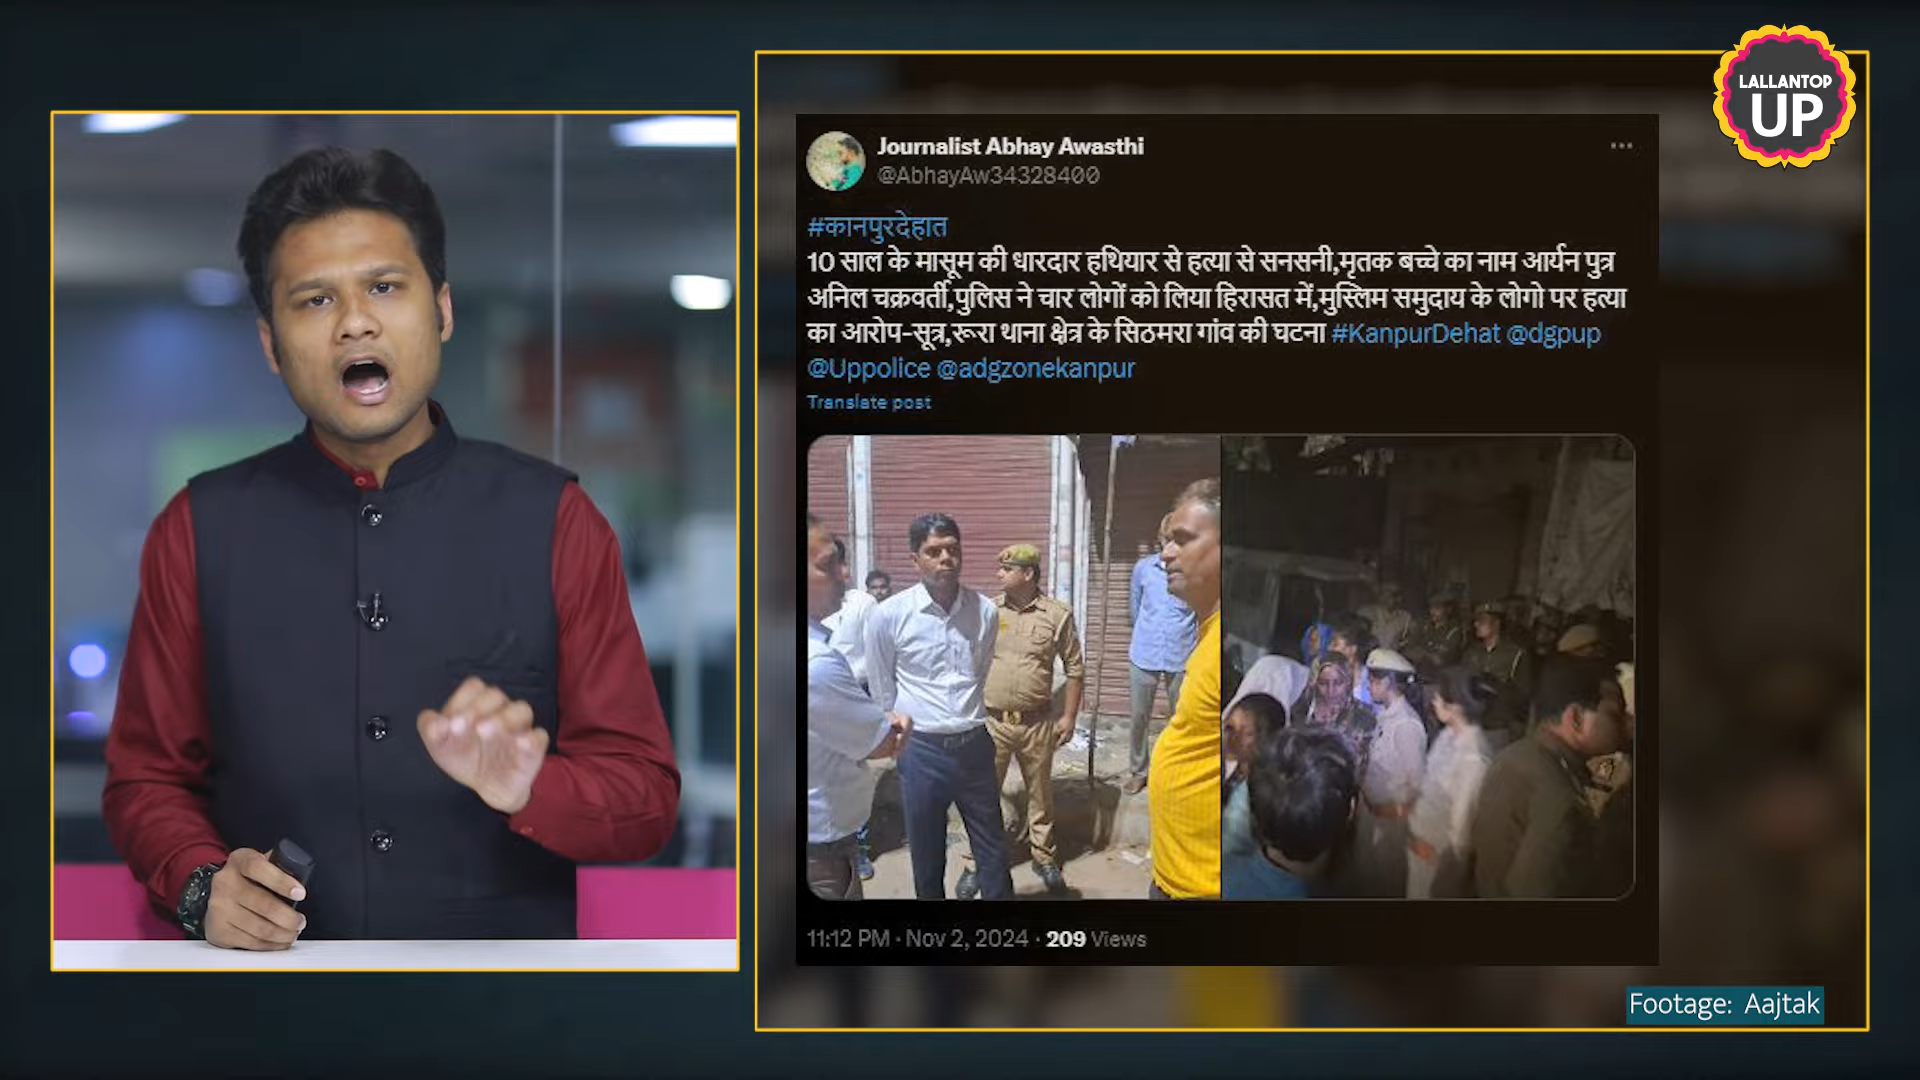 LALLANTOP
UP
Journalist Abhay Awasthi
@AbhayAw34328400
#कानपुरदेहात
10 साल के मासूम की धारदार हथियार से हत्या से सनसनी,मृतक बच्चे का नाम आर्यन पुत्र
अनिल चक्रवर्ती,पुलिस ने चार लोगों को लिया हिरासत में,मुस्लिम समुदाय के लोगो पर हत्या
का आरोप-सूत्र,रूरा थाना क्षेत्र के सिठमरा गांव की घटना #KanpurDehat @dgpup
@Uppolice @adgzonekanpur
Translate post
11:12 PM · Nov 2, 2024 · 209 Views
Footage: Aajtak